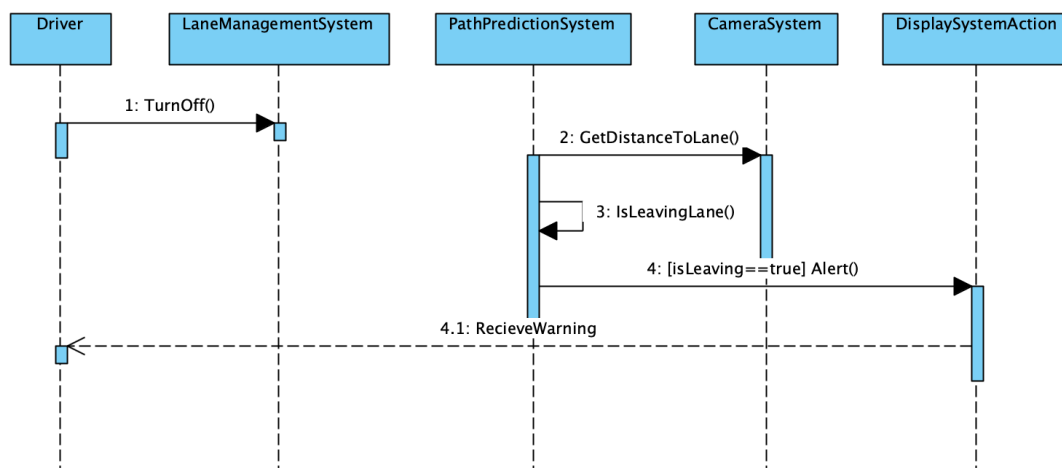 Driver
LaneManagementSystem
PathPredictionSystem
CameraSystem
DisplaySystemAction
1: TurnOff()
2: GetDistanceToLane()
3: IsLeavingLane()
4: [isLeaving==true] Alert()
4.1: RecieveWarning